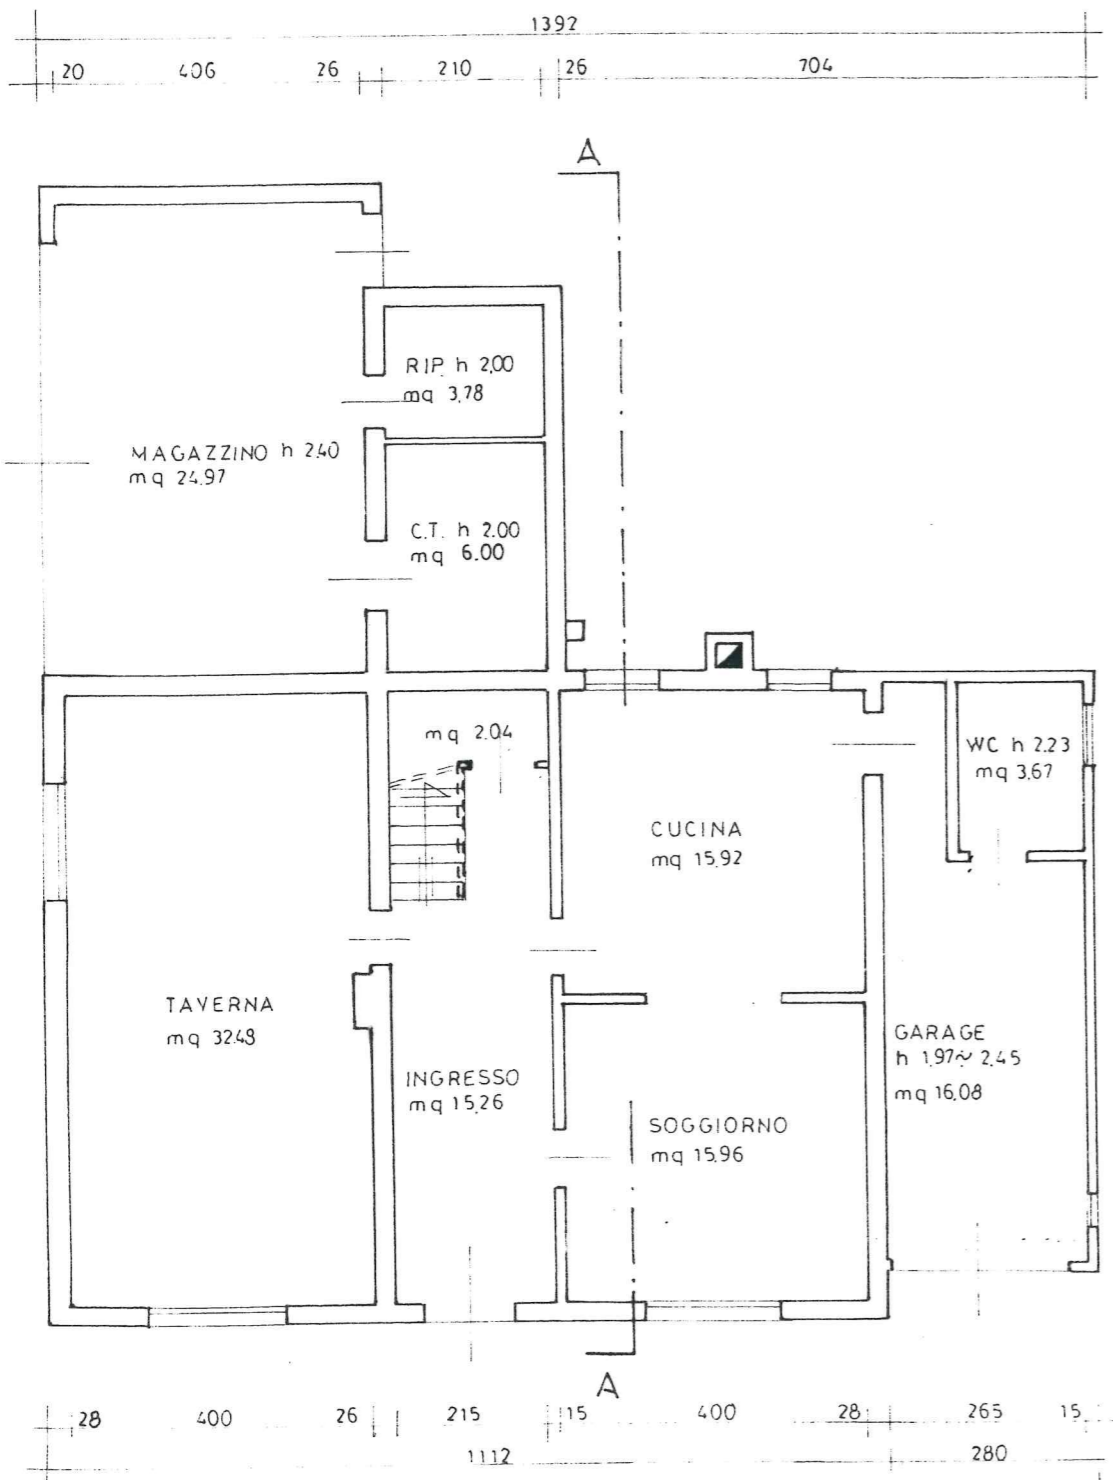 1392
20 406 26 210 26 704
A
RIP. h 2,00
mq 3,78
MAGAZZINO h 2.40
mq 24.97
C.T. h 2.00
mq 6.00
mq 2.04
WC h 2.23
mq 3.67
CUCINA
mq 15,92
TAVERNA
mq 32.48
GARAGE
h 1,97~ 2.45
mq 16,08
INGRESSO
mq 15,26
SOGGIORNO
mq 15,96
A
28 400 26 215 15 400 28 265 15
1112 280